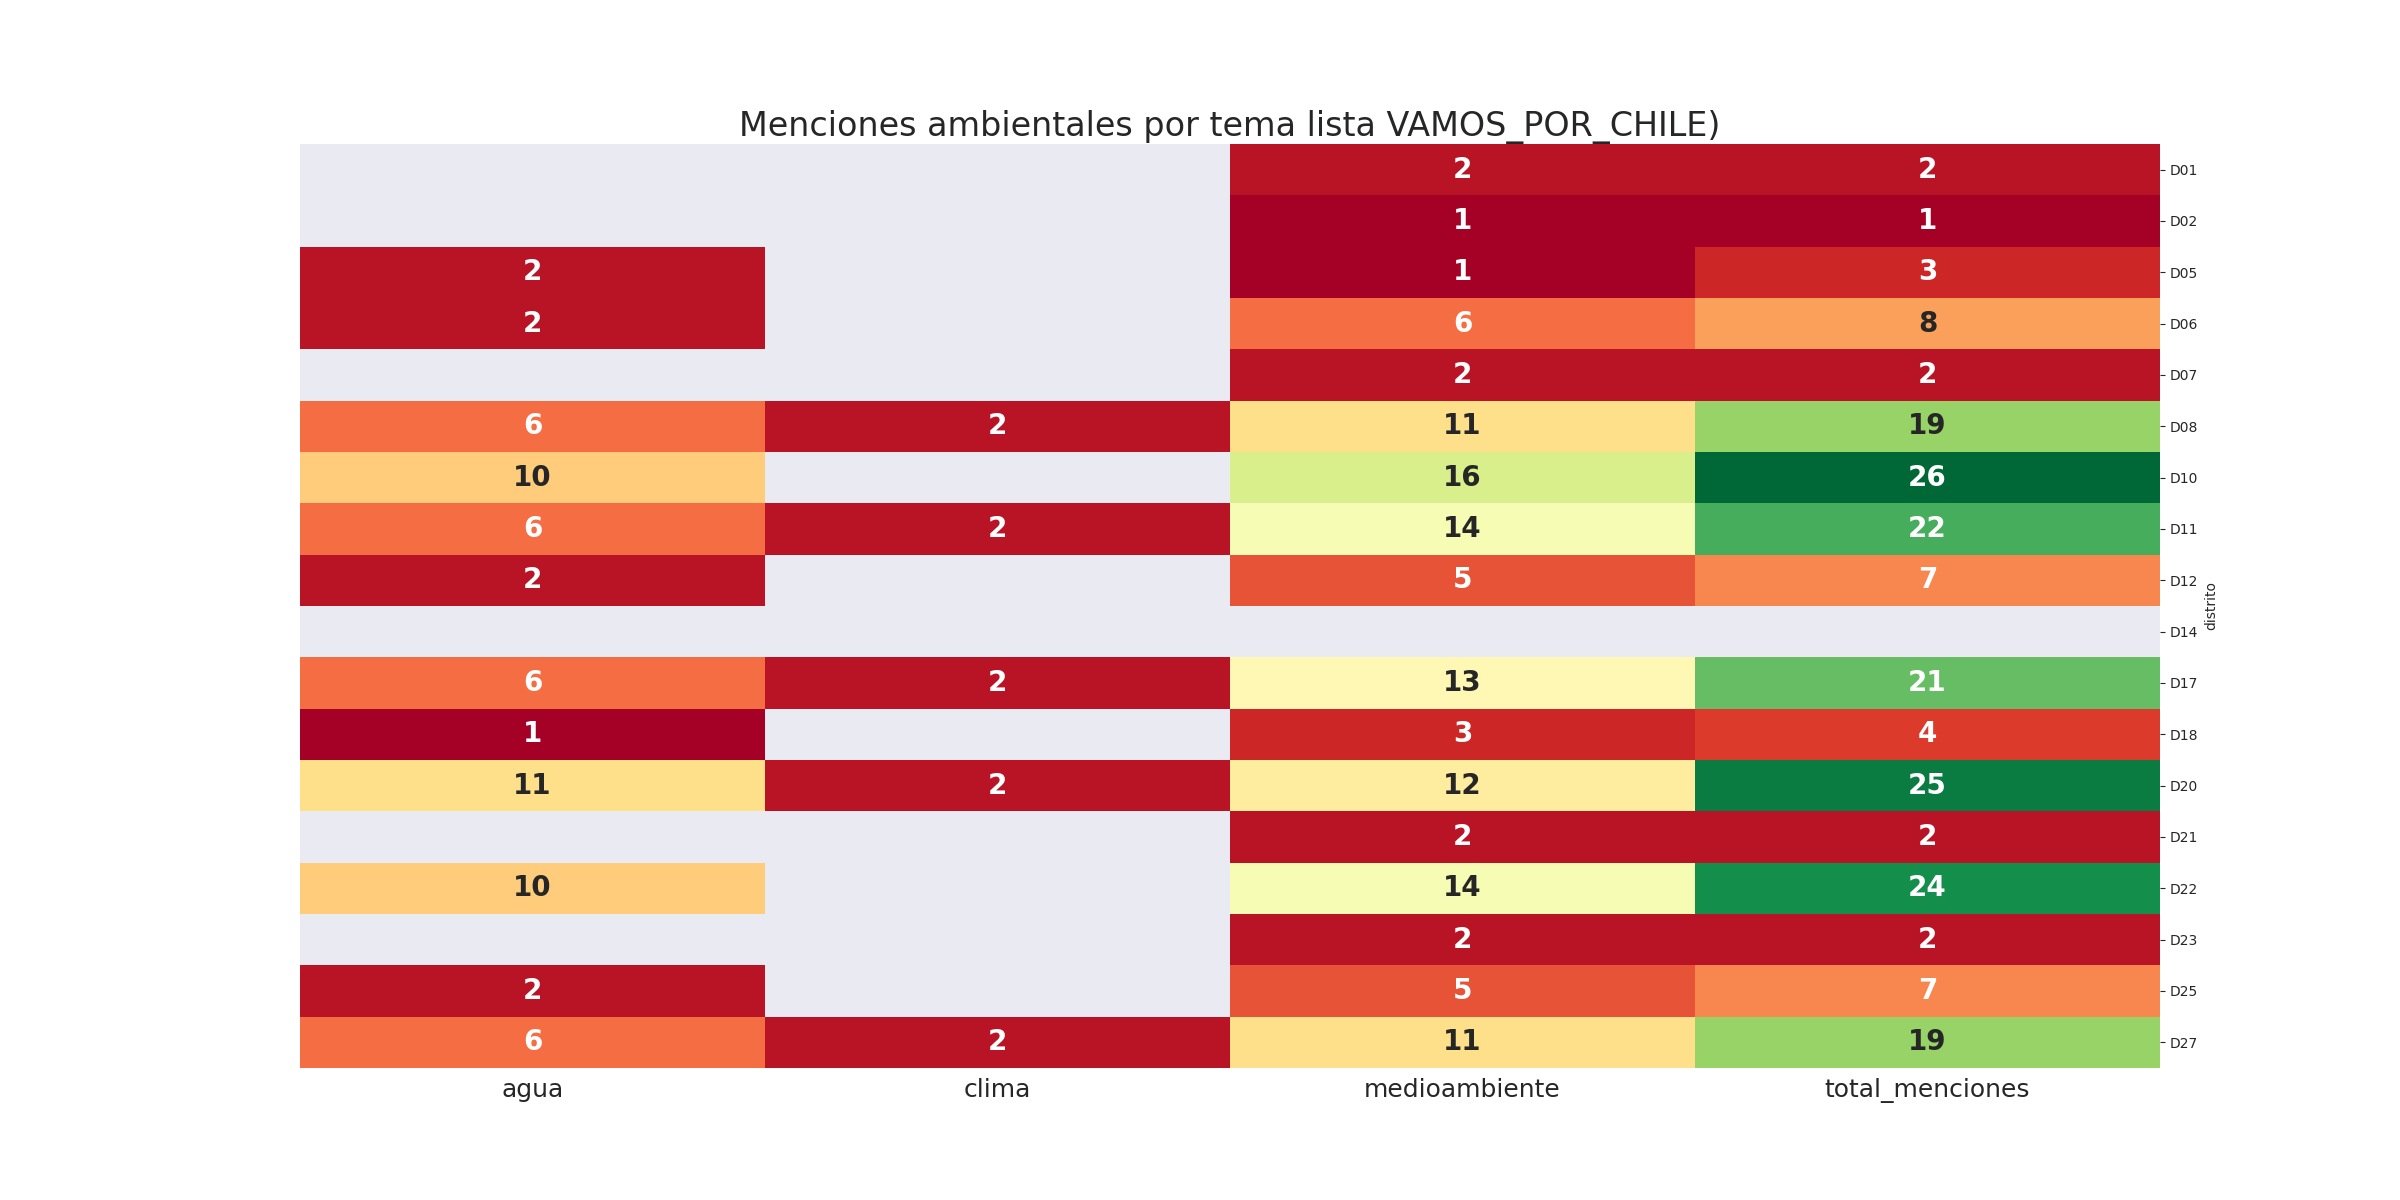 Menciones ambientales por tema lista VAMOS_POR_CHILE)
2 2 D01
1 1 D02
2 1 3 D05
2 6 8 D06
2 2 D07
6 2 11 19 D08
10 16 26 D10
6 2 14 22 D11
2 5 7 D12
distrito
D14
6 2 13 21 D17
1 3 4 D18
11 2 12 25 D20
2 2 D21
10 14 24 D22
2 2 D23
2 5 7 D25
6 2 11 19 D27
agua clima medioambiente total_menciones